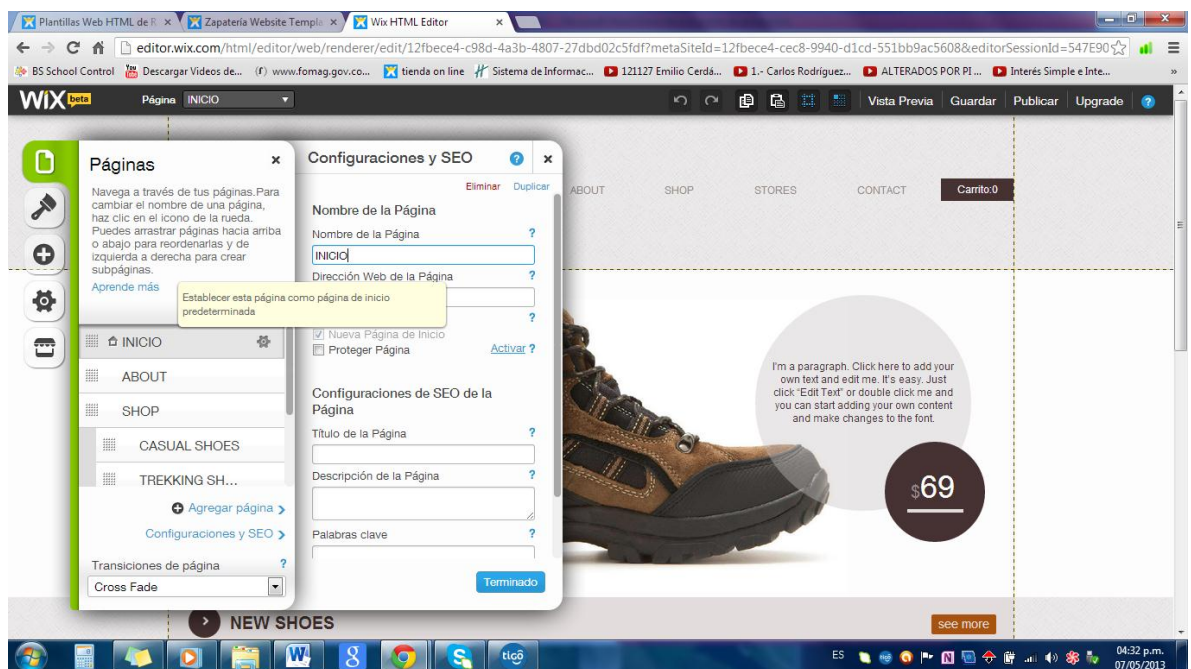 Plantillas Web HTML de R
Zapatería Website Templa
Wix HTML Editor
editor.wix.com/html/editor/web/renderer/edit/12fbece4-c98d-4a3b-4807-27dbd02c5fdf?metaSiteId=12fbece4-cec8-9940-d1cd-551bb9ac5608&editorSessionId=547E90
BS School Control
Descargar Videos de...
www.fomag.gov.co...
tienda on line
Sistema de Informac...
121127 Emilio Cerdá...
1.- Carlos Rodríguez...
ALTERADOS POR PI ...
Interés Simple e Inte...
»
WiX beta
Página INICIO
Vista Previa
Guardar
Publicar
Upgrade
?
Páginas
Navega a través de tus páginas.Para
cambiar el nombre de una página,
haz clic en el icono de la rueda.
Puedes arrastrar páginas hacia arriba
o abajo para reordenarlas y de
izquierda a derecha para crear
subpáginas.
Aprende más
Establecer esta página como página de inicio
predeterminada
INICIO
ABOUT
SHOP
CASUAL SHOES
TREKKING SH...
Agregar página
Configuraciones y SEO
Transiciones de página ?
Cross Fade
Configuraciones y SEO ?
Eliminar Duplicar
Nombre de la Página
Nombre de la Página ?
INICIO
Dirección Web de la Página ?
?
Nueva Página de Inicio
Proteger Página Activar ?
Configuraciones de SEO de la
Página
Título de la Página ?
Descripción de la Página ?
Palabras clave ?
Terminado
ABOUT
SHOP
STORES
CONTACT
Carrito:0
I'm a paragraph. Click here to add your
own text and edit me. It's easy. Just
click “Edit Text” or double click me and
you can start adding your own content
and make changes to the font.
$69
NEW SHOES
see more
W
8
S
tigo
ES
04:32 p.m.
07/05/2013